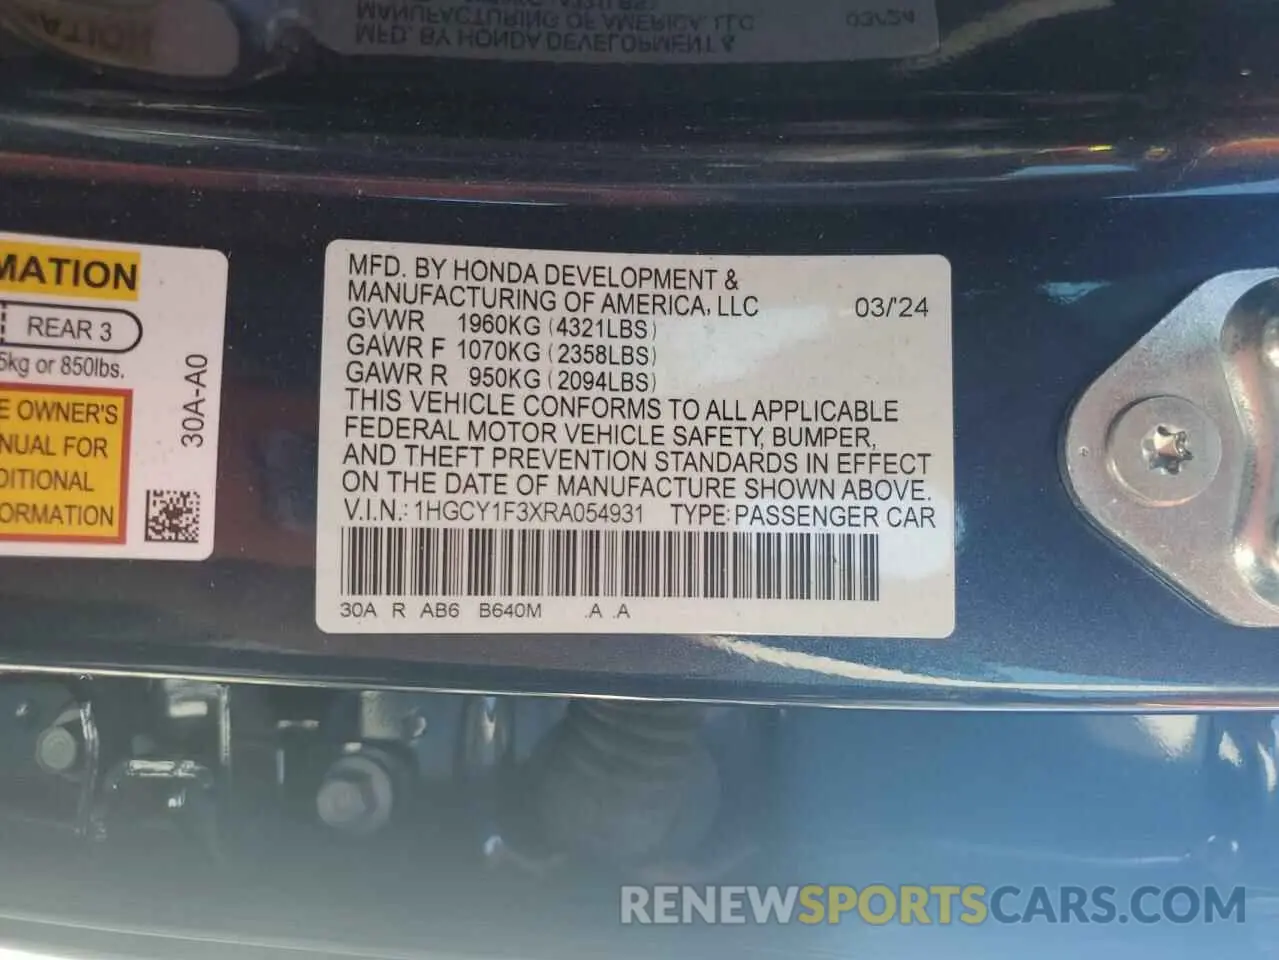 MATION
REAR 3
5kg or 850lbs.
E OWNER'S
NUAL FOR
DITIONAL
ORMATION
30A-A0
MFD. BY HONDA DEVELOPMENT &
MANUFACTURING OF AMERICA, LLC 03/'24
GVWR 1960KG (4321LBS)
GAWR F 1070KG (2358LBS)
GAWR R 950KG (2094LBS)
THIS VEHICLE CONFORMS TO ALL APPLICABLE
FEDERAL MOTOR VEHICLE SAFETY, BUMPER,
AND THEFT PREVENTION STANDARDS IN EFFECT
ON THE DATE OF MANUFACTURE SHOWN ABOVE.
V.I.N.: 1HGCY1F3XRA054931 TYPE: PASSENGER CAR
30A R AB6 B640M .A .A
RENEWSPORTSCARS.COM